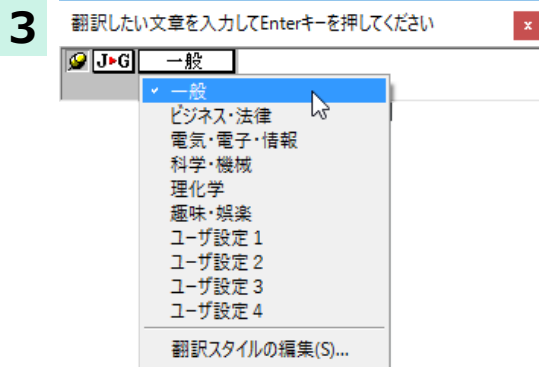 3
翻訳したい文章を入力してEnterキーを押してください
J▶G 一般
一般
ビジネス・法律
電気・電子・情報
科学・機械
理化学
趣味・娯楽
ユーザ設定 1
ユーザ設定 2
ユーザ設定 3
ユーザ設定 4
翻訳スタイルの編集(S)...